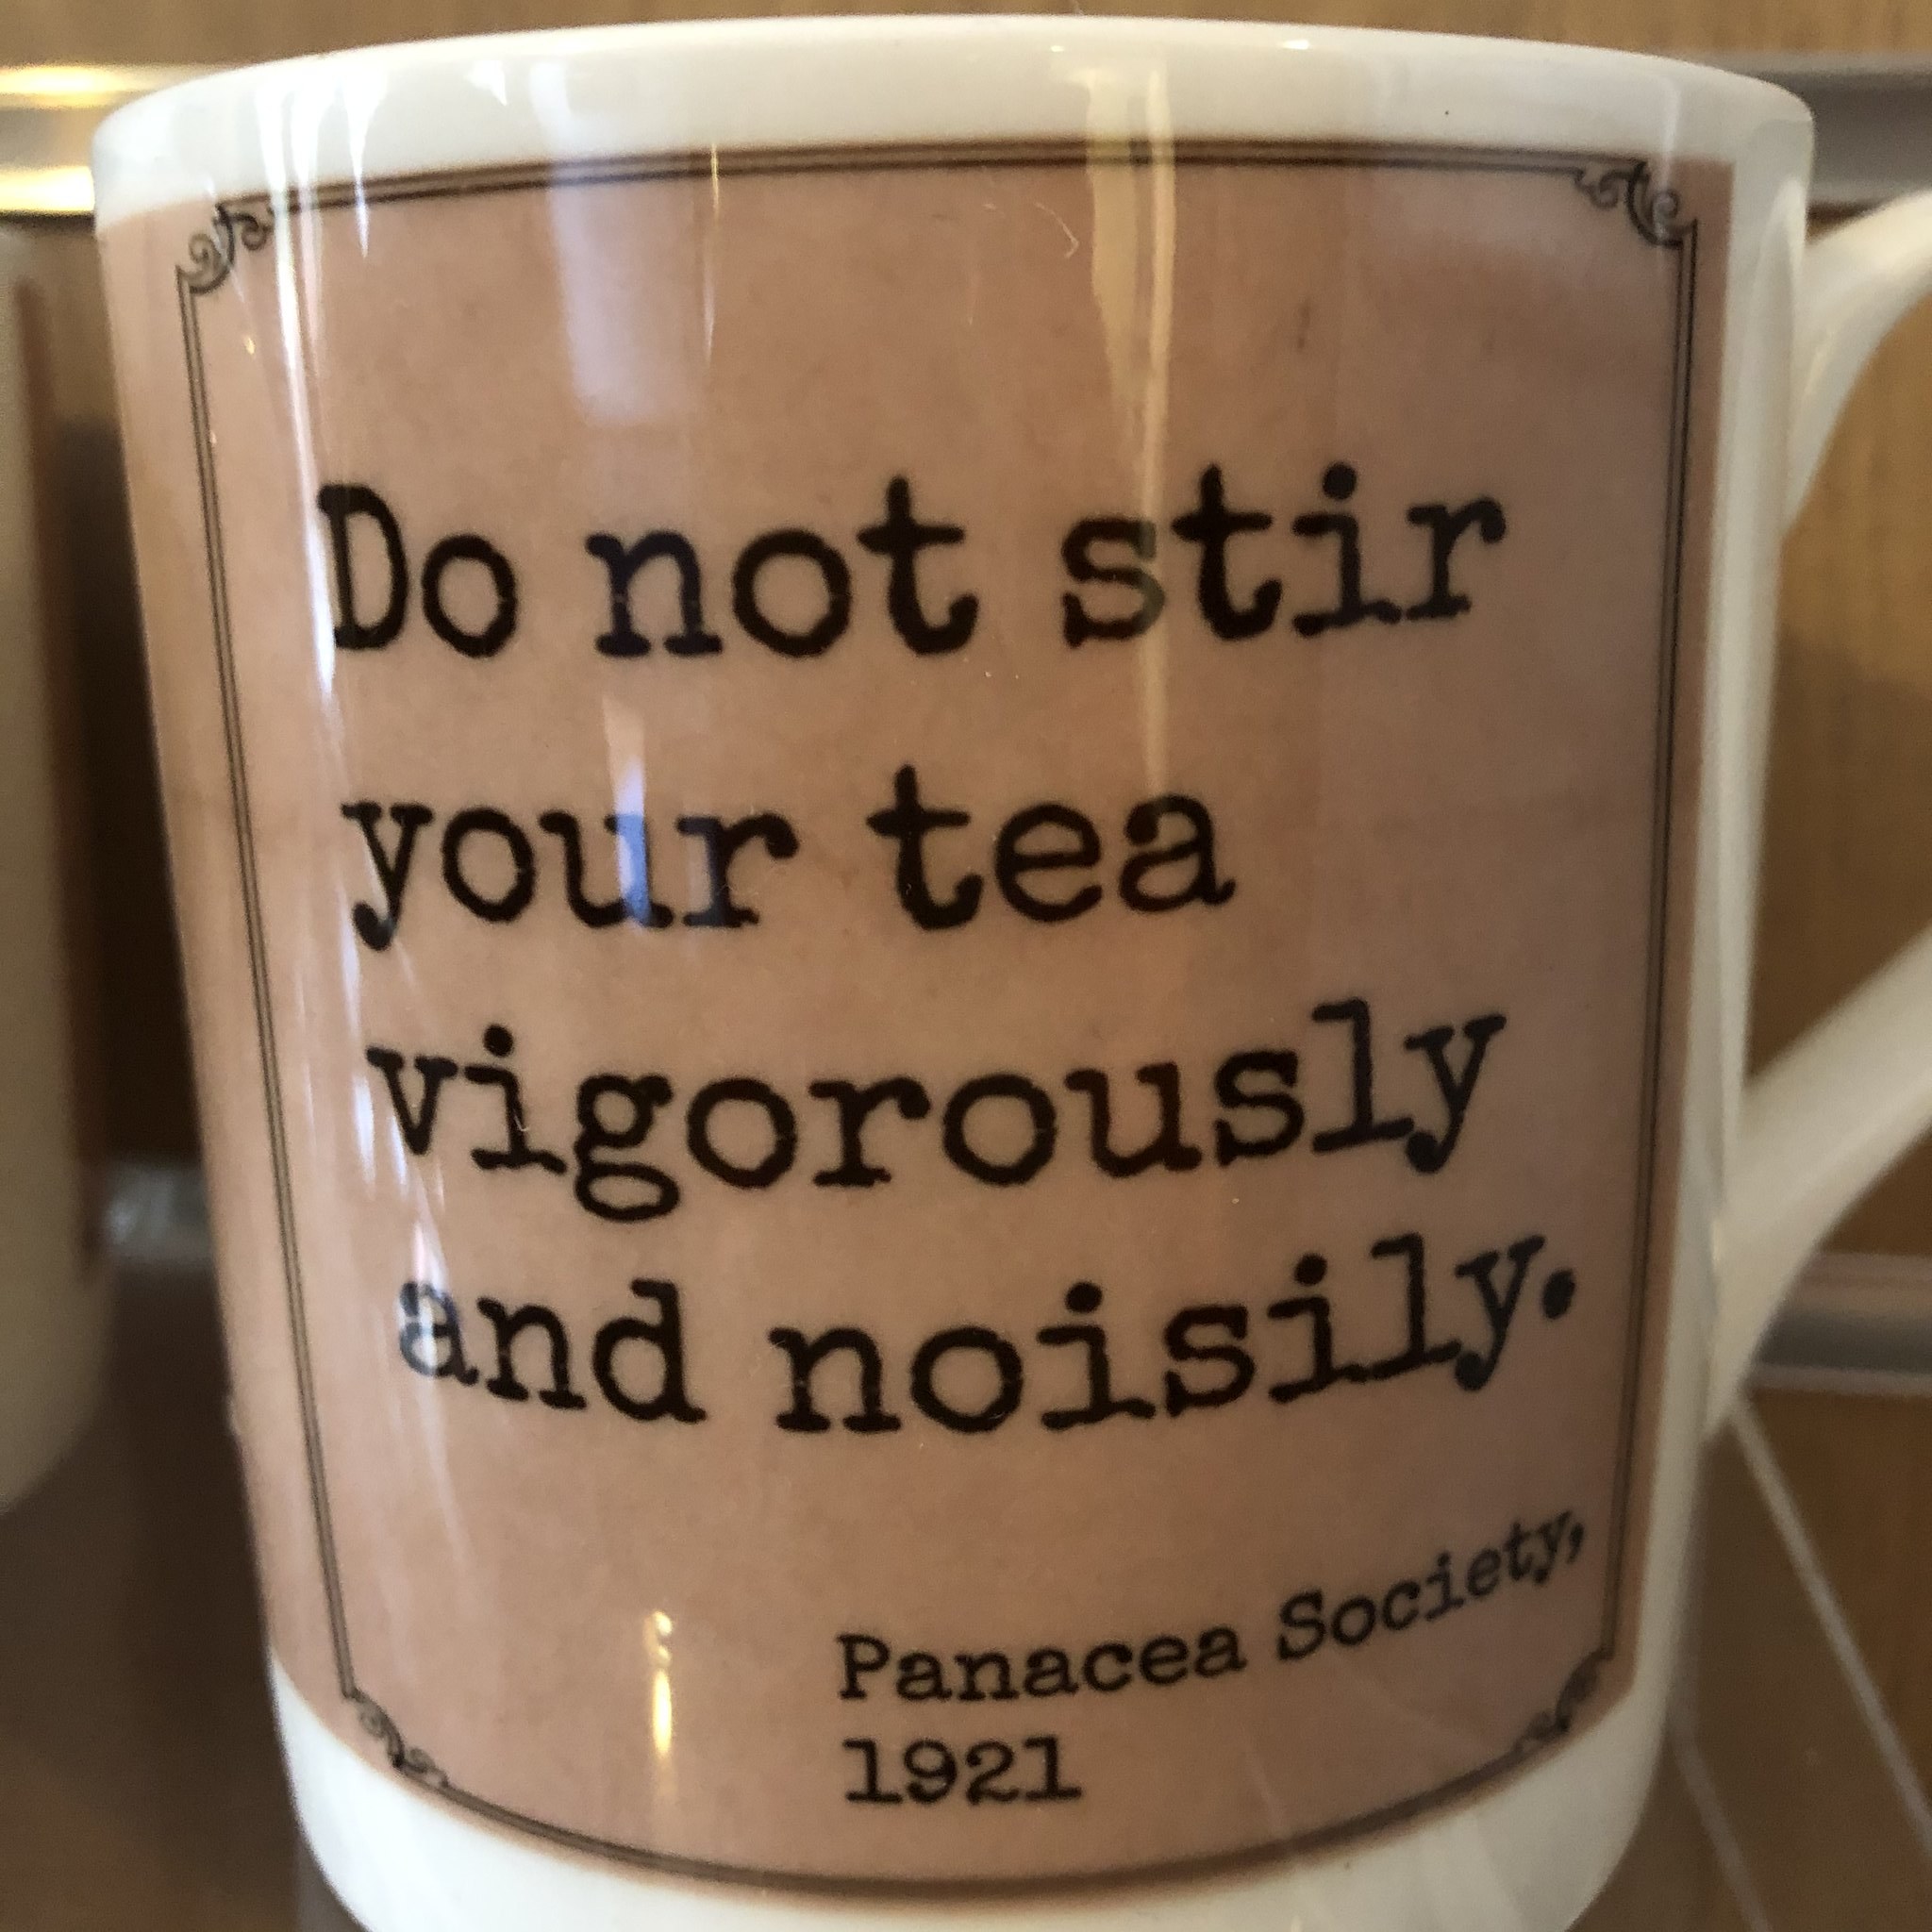 Do not stir
your tea
vigorously
and noisily.
Panacea Society,
1921